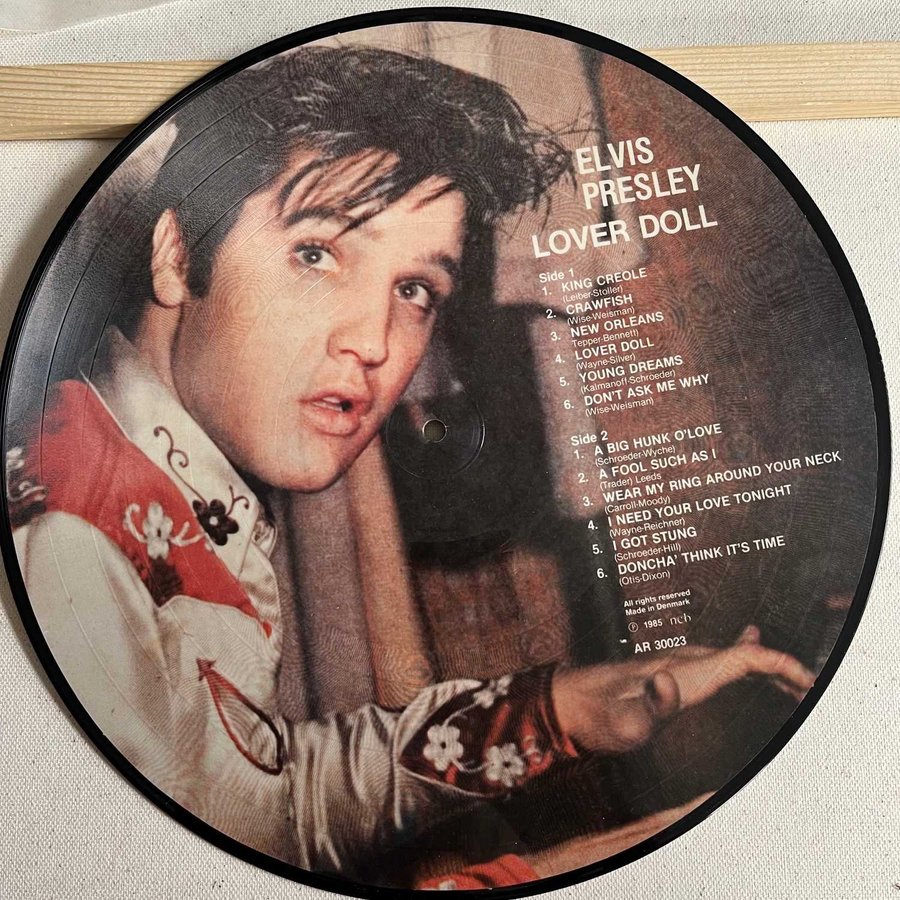 ELVIS
PRESLEY
LOVER DOLL
Side 1
1. KING CREOLE
(Leiber-Stoller)
2. CRAWFISH
(Wise-Weisman)
3. NEW ORLEANS
Tepper-Bennett)
4. LOVER DOLL
(Wayne-Silver)
5. YOUNG DREAMS
(Kalmanoff-Schroeder)
6. DON'T ASK ME WHY
(Wise-Weisman)
Side 2
1. A BIG HUNK O'LOVE
(Schroeder-Wyche)
2. A FOOL SUCH AS I
(Trader) Leeds
3. WEAR MY RING AROUND YOUR NECK
(Carroll-Moody)
4. I NEED YOUR LOVE TONIGHT
(Wayne-Reichner)
5. I GOT STUNG
(Schroeder-Hill)
6. DONCHA' THINK IT'S TIME
(Otis-Dixon)
All rights reserved
Made in Denmark
℗ 1985 ncb
AR 30023